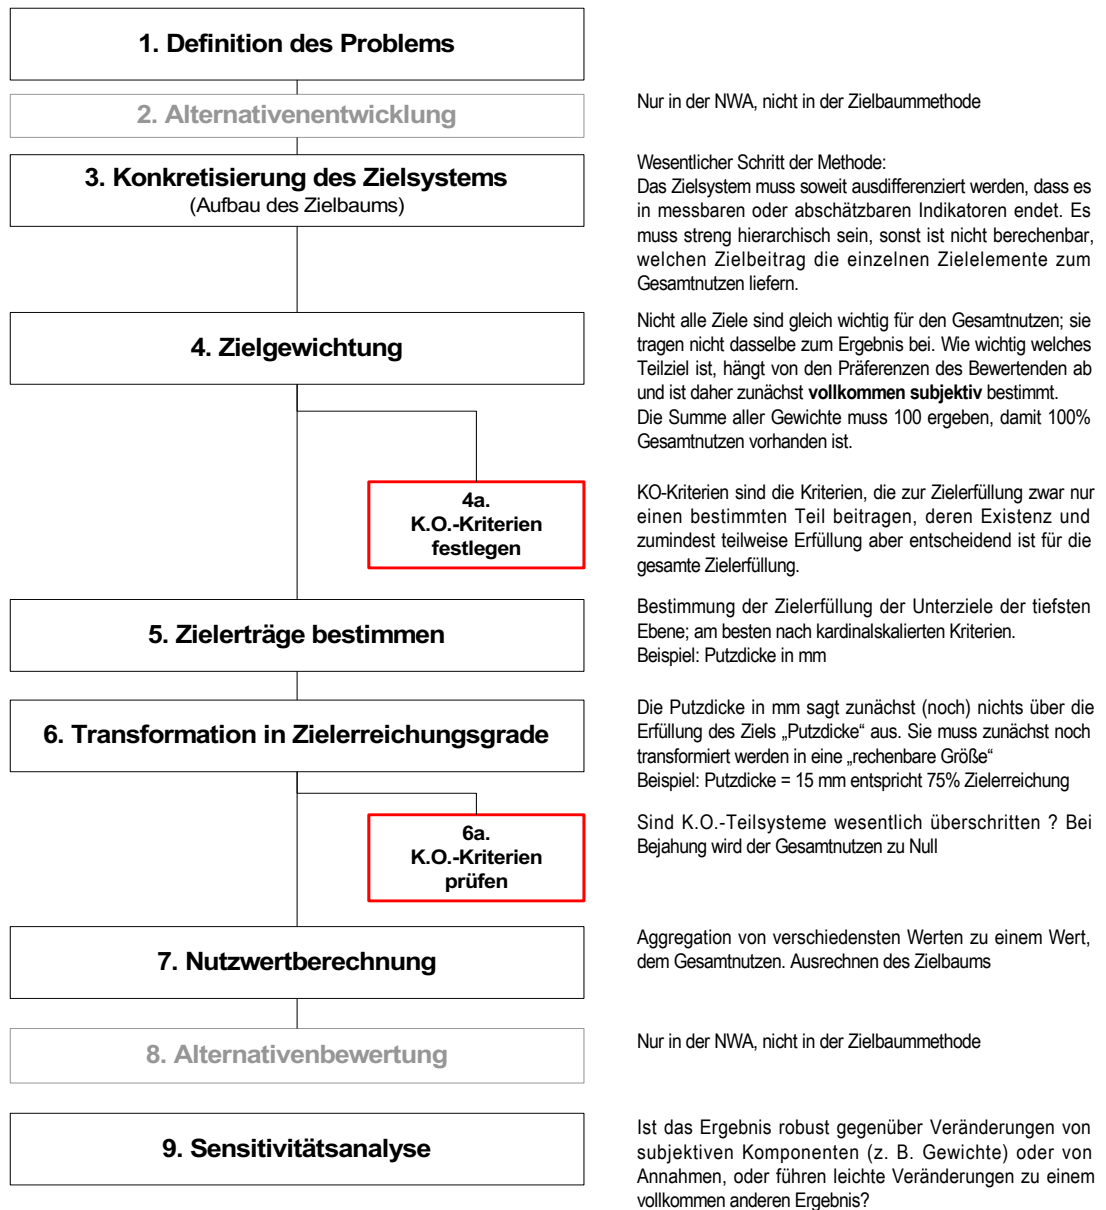 1. Definition des Problems
2. Alternativenentwicklung
Nur in der NWA, nicht in der Zielbaummethode
3. Konkretisierung des Zielsystems
(Aufbau des Zielbaums)
Wesentlicher Schritt der Methode:
Das Zielsystem muss soweit ausdifferenziert werden, dass es
in messbaren oder abschätzbaren Indikatoren endet. Es
muss streng hierarchisch sein, sonst ist nicht berechenbar,
welchen Zielbeitrag die einzelnen Zielelemente zum
Gesamtnutzen liefern.
4. Zielgewichtung
Nicht alle Ziele sind gleich wichtig für den Gesamtnutzen; sie
tragen nicht dasselbe zum Ergebnis bei. Wie wichtig welches
Teilziel ist, hängt von den Präferenzen des Bewertenden ab
und ist daher zunächst vollkommen subjektiv bestimmt.
Die Summe aller Gewichte muss 100 ergeben, damit 100%
Gesamtnutzen vorhanden ist.
4a.
K.O.-Kriterien
festlegen
KO-Kriterien sind die Kriterien, die zur Zielerfüllung zwar nur
einen bestimmten Teil beitragen, deren Existenz und
zumindest teilweise Erfüllung aber entscheidend ist für die
gesamte Zielerfüllung.
5. Zielerträge bestimmen
Bestimmung der Zielerfüllung der Unterziele der tiefsten
Ebene; am besten nach kardinalskalierten Kriterien.
Beispiel: Putzdicke in mm
6. Transformation in Zielerreichungsgrade
Die Putzdicke in mm sagt zunächst (noch) nichts über die
Erfüllung des Ziels „Putzdicke“ aus. Sie muss zunächst noch
transformiert werden in eine „rechenbare Größe“
Beispiel: Putzdicke = 15 mm entspricht 75% Zielerreichung
6a.
K.O.-Kriterien
prüfen
Sind K.O.-Teilsysteme wesentlich überschritten ? Bei
Bejahung wird der Gesamtnutzen zu Null
7. Nutzwertberechnung
Aggregation von verschiedensten Werten zu einem Wert,
dem Gesamtnutzen. Ausrechnen des Zielbaums
8. Alternativenbewertung
Nur in der NWA, nicht in der Zielbaummethode
9. Sensitivitätsanalyse
Ist das Ergebnis robust gegenüber Veränderungen von
subjektiven Komponenten (z. B. Gewichte) oder von
Annahmen, oder führen leichte Veränderungen zu einem
vollkommen anderen Ergebnis?